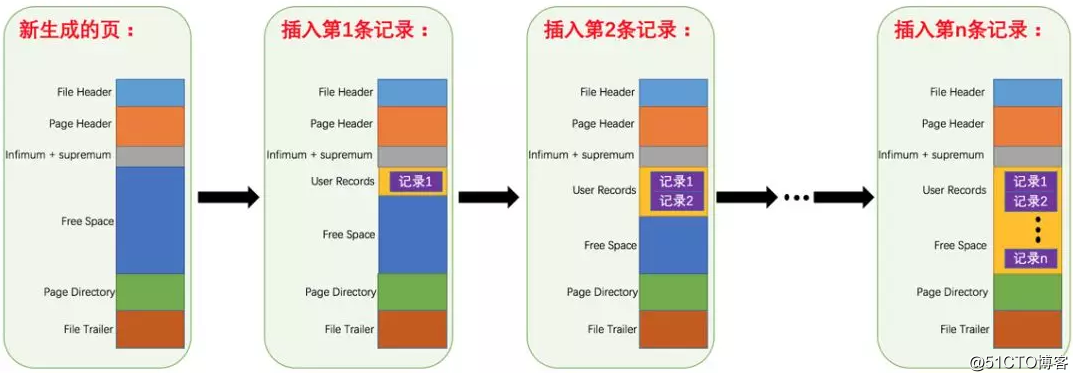 新生成的页：
File Header
Page Header
Infimum + supremum
Free Space
Page Directory
File Trailer
插入第1条记录：
File Header
Page Header
Infimum + supremum
User Records
记录1
Free Space
Page Directory
File Trailer
插入第2条记录：
File Header
Page Header
Infimum + supremum
User Records
记录1
记录2
Free Space
Page Directory
File Trailer
插入第n条记录：
File Header
Page Header
Infimum + supremum
User Records
记录1
记录2
Free Space
记录n
Page Directory
File Trailer
@51CTO博客